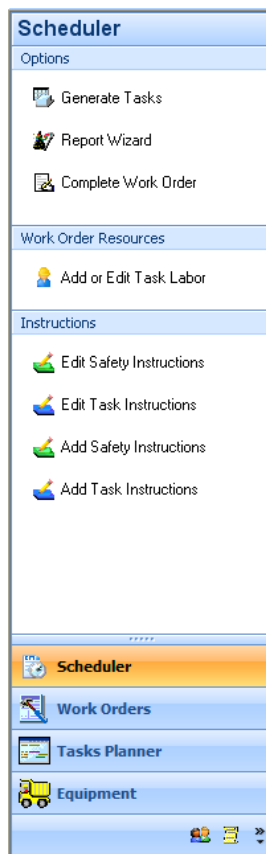 Scheduler
Options
Generate Tasks
Report Wizard
Complete Work Order
Work Order Resources
Add or Edit Task Labor
Instructions
Edit Safety Instructions
Edit Task Instructions
Add Safety Instructions
Add Task Instructions
Scheduler
Work Orders
Tasks Planner
Equipment